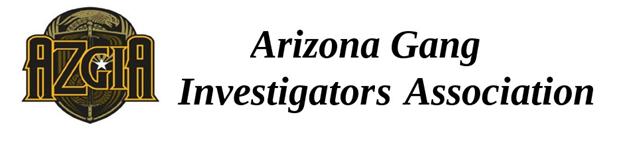 AZGIA
Arizona Gang
Investigators Association